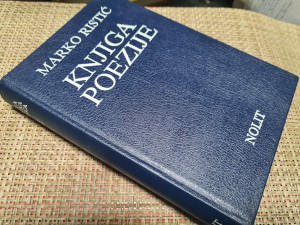 MARKO RISTIĆ
KNJIGA
POEZIJE
NOLIT